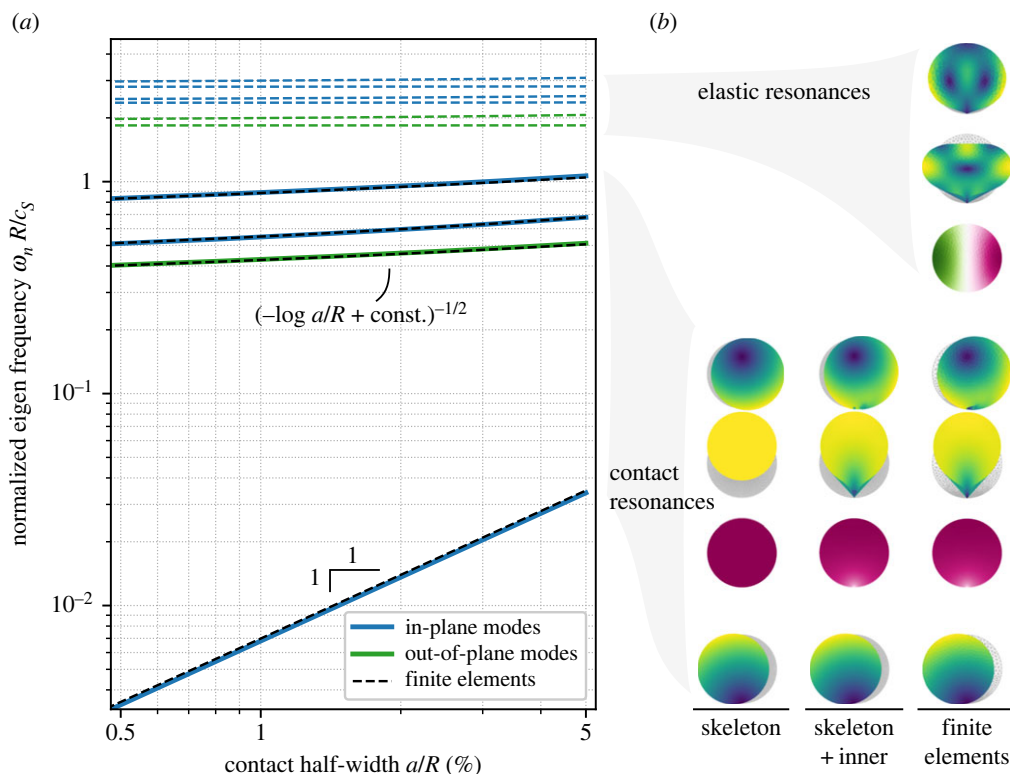 (a)
normalized eigen frequency ωₙ R/c_S
1
10⁻¹
10⁻²
(–log a/R + const.)^–1/2
1
1
in-plane modes
out-of-plane modes
finite elements
0.5
1
5
contact half-width a/R (%)
(b)
elastic resonances
contact
resonances
skeleton
skeleton
+ inner
finite
elements